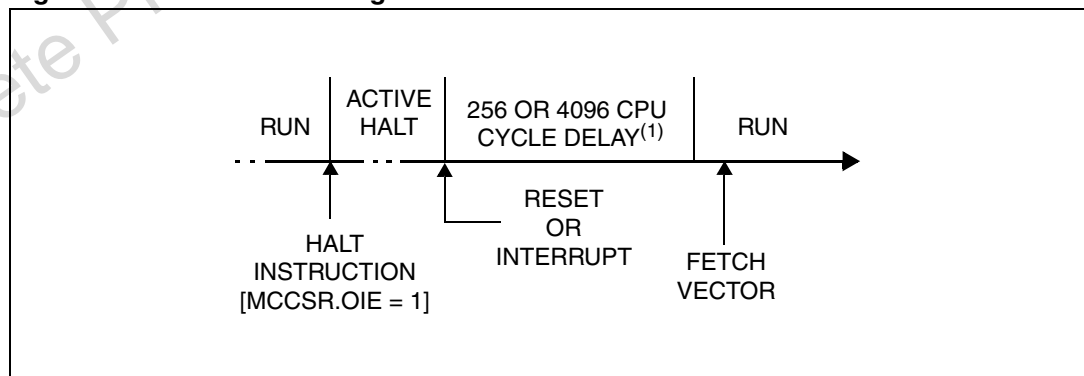 RUN
ACTIVE
HALT
256 OR 4096 CPU
CYCLE DELAY(1)
RUN
HALT
INSTRUCTION
[MCCSR.OIE = 1]
RESET
OR
INTERRUPT
FETCH
VECTOR